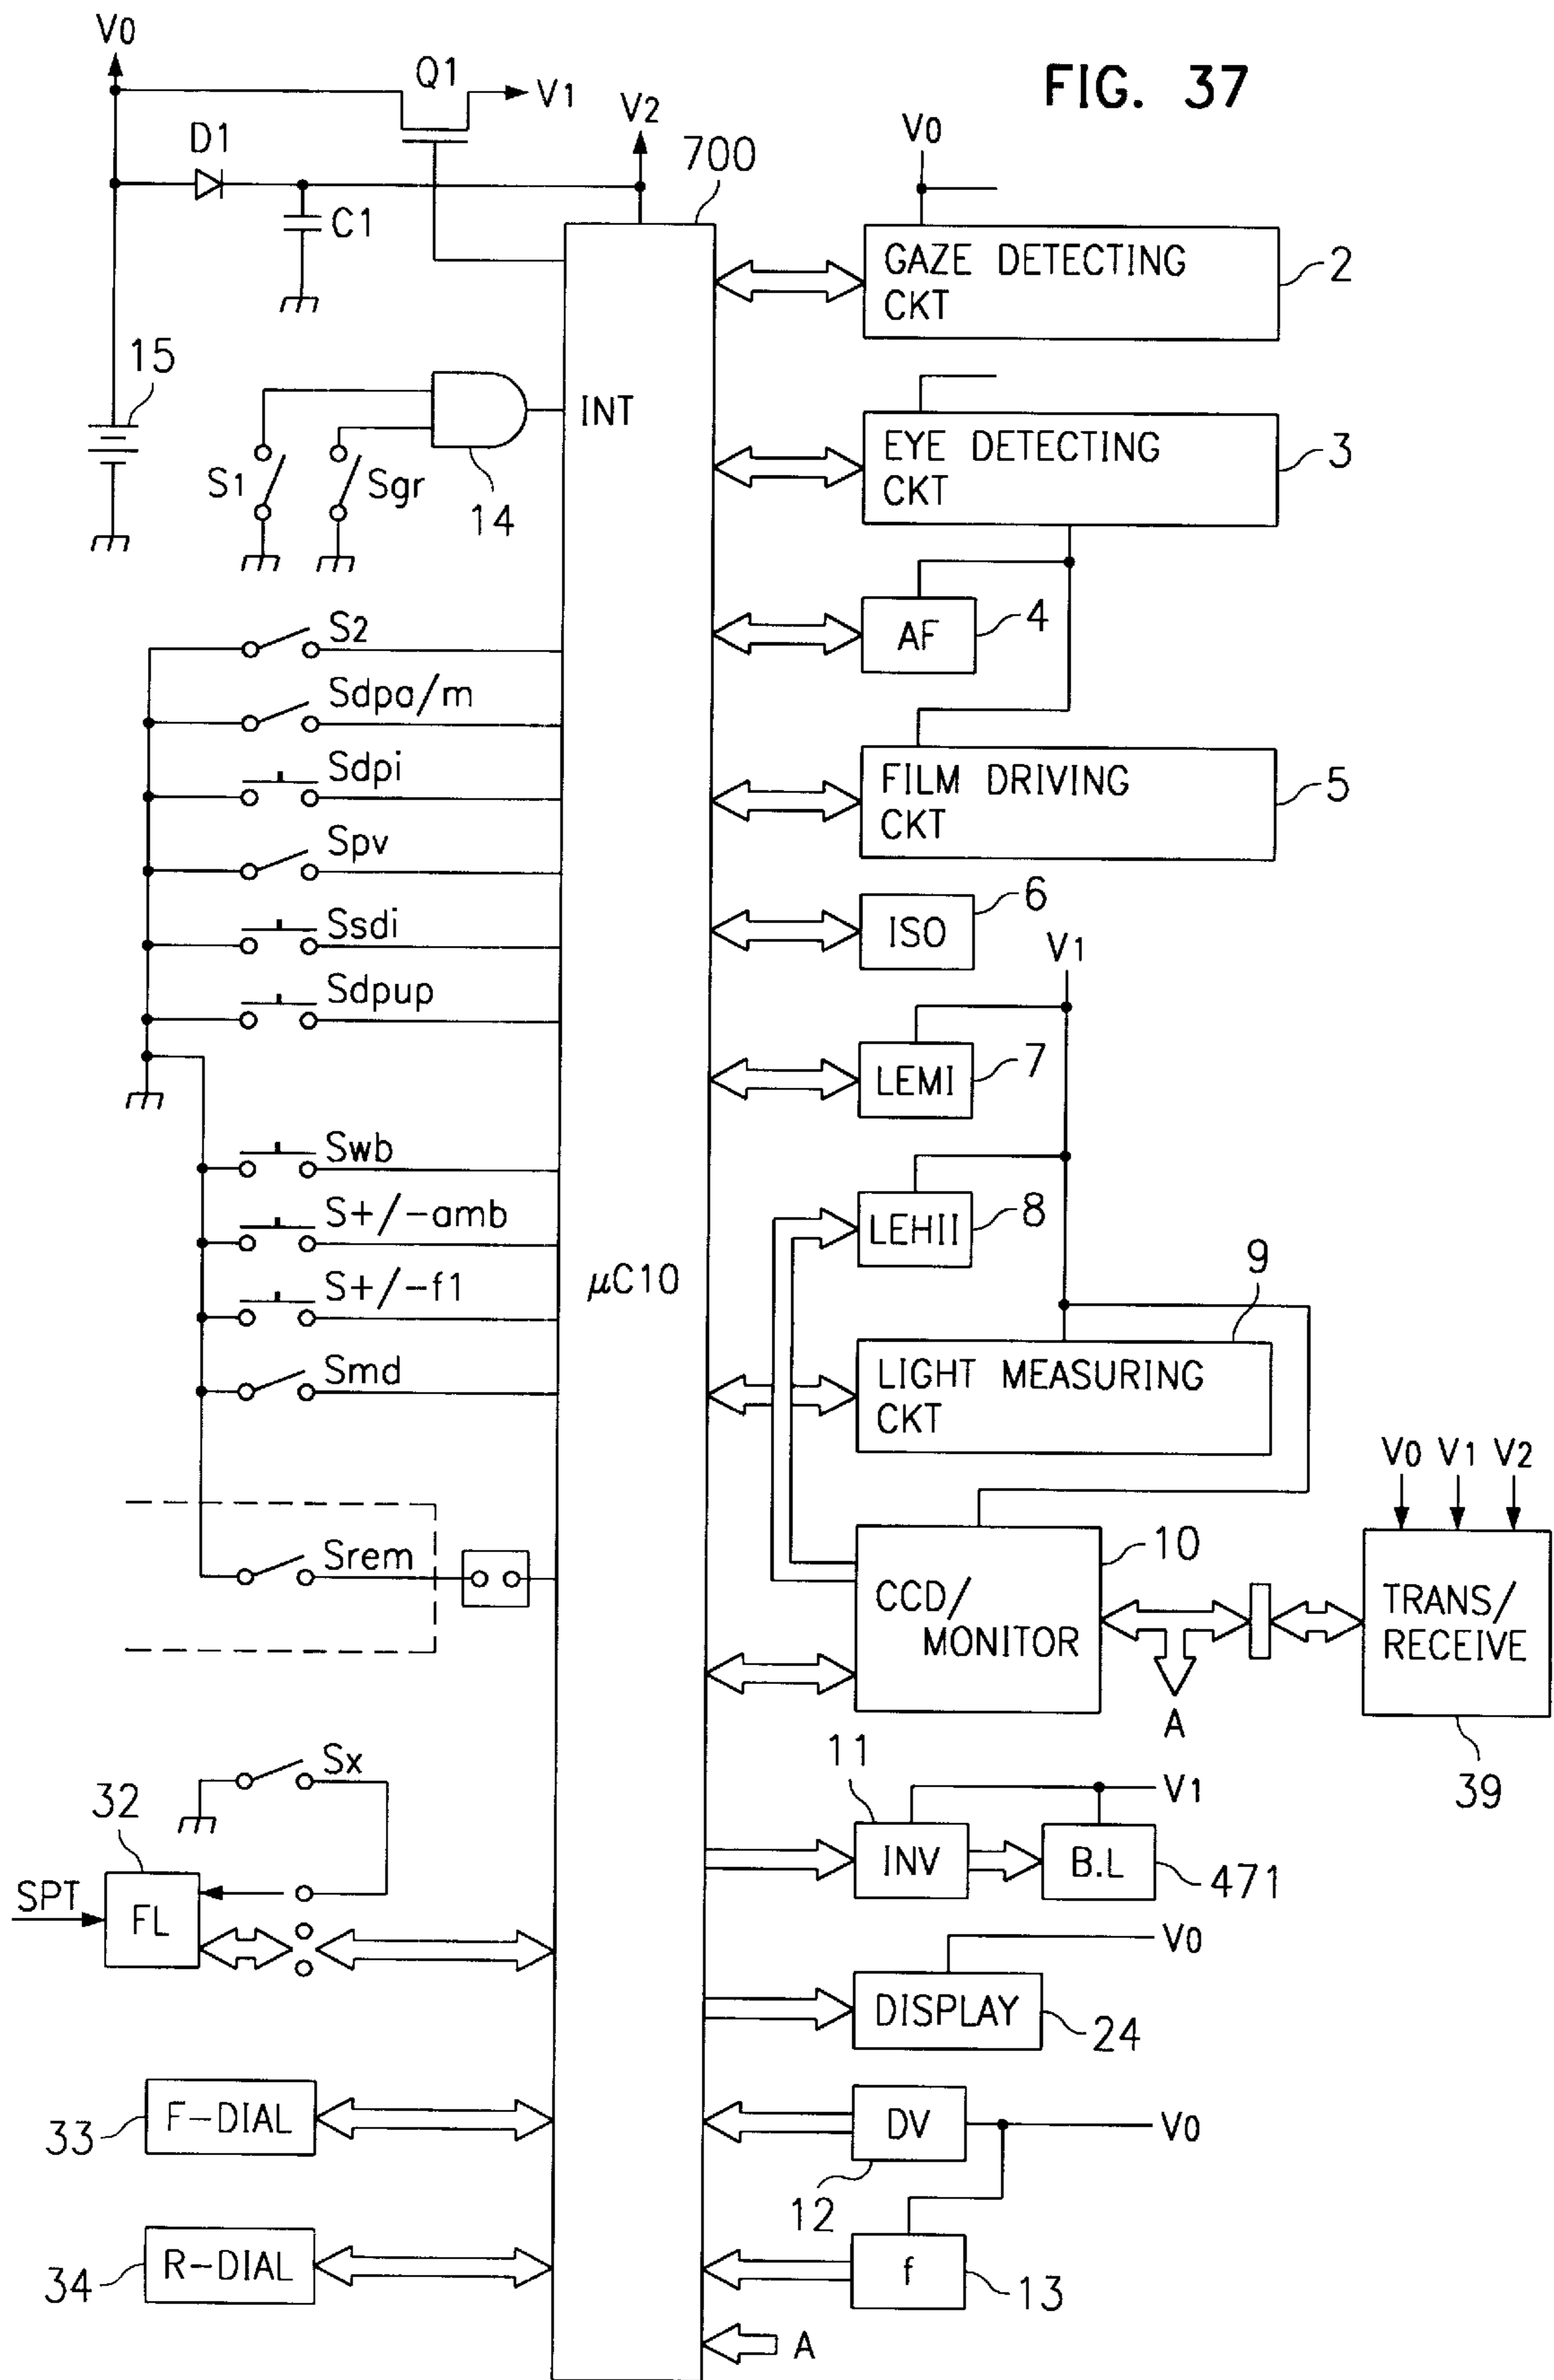 FIG. 37
V0
Q1
V1
D1
V2
700
C1
15
S1
Sgr
14
INT
S2
Sdpa/m
Sdpi
Spv
Ssdi
Sdpup
Swb
S+/-amb
S+/-f1
Smd
Srem
Sx
32
SPT
FL
33
F-DIAL
34
R-DIAL
μC10
V0
GAZE DETECTING
CKT
2
EYE DETECTING
CKT
3
AF
4
FILM DRIVING
CKT
5
ISO
6
V1
LEMI
7
LEHII
8
9
LIGHT MEASURING
CKT
V0 V1 V2
10
CCD/
MONITOR
TRANS/
RECEIVE
A
39
11
V1
INV
B.L
471
V0
DISPLAY
24
DV
V0
12
f
13
A